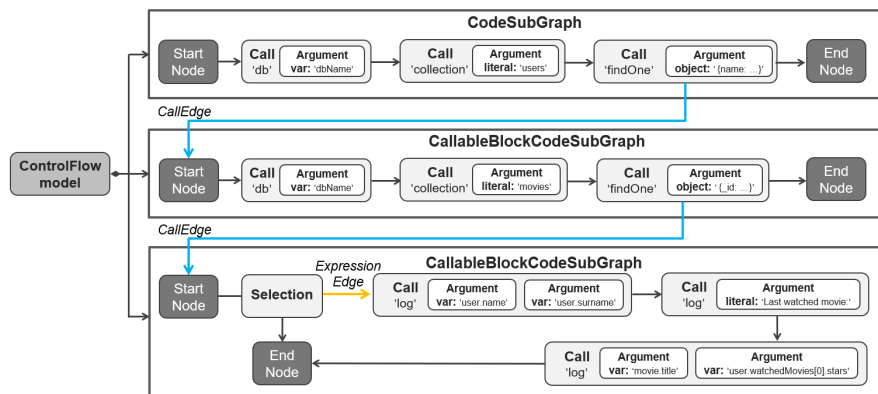 CodeSubGraph
Start
Node
Call
'db'
Argument
var: 'dbName'
Call
'collection'
Argument
literal: 'users'
Call
'findOne'
Argument
object: ' {name: ...}'
End
Node
CallEdge
CallableBlockCodeSubGraph
ControlFlow
model
Start
Node
Call
'db'
Argument
var: 'dbName'
Call
'collection'
Argument
literal: 'movies'
Call
'findOne'
Argument
object: ' {_id: ...}'
End
Node
CallEdge
CallableBlockCodeSubGraph
Start
Node
Selection
Expression
Edge
Call
'log'
Argument
var: 'user.name'
Argument
var: 'user.surname'
Call
'log'
Argument
literal: 'Last watched movie:'
End
Node
Call
'log'
Argument
var: 'movie.title'
Argument
var: 'user.watchedMovies[0].stars'